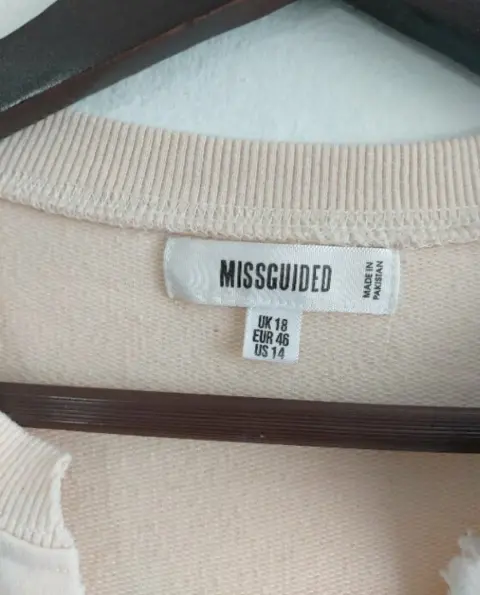 MISSGUIDED
MADE IN
PAKISTAN
UK 18
EUR 46
US 14